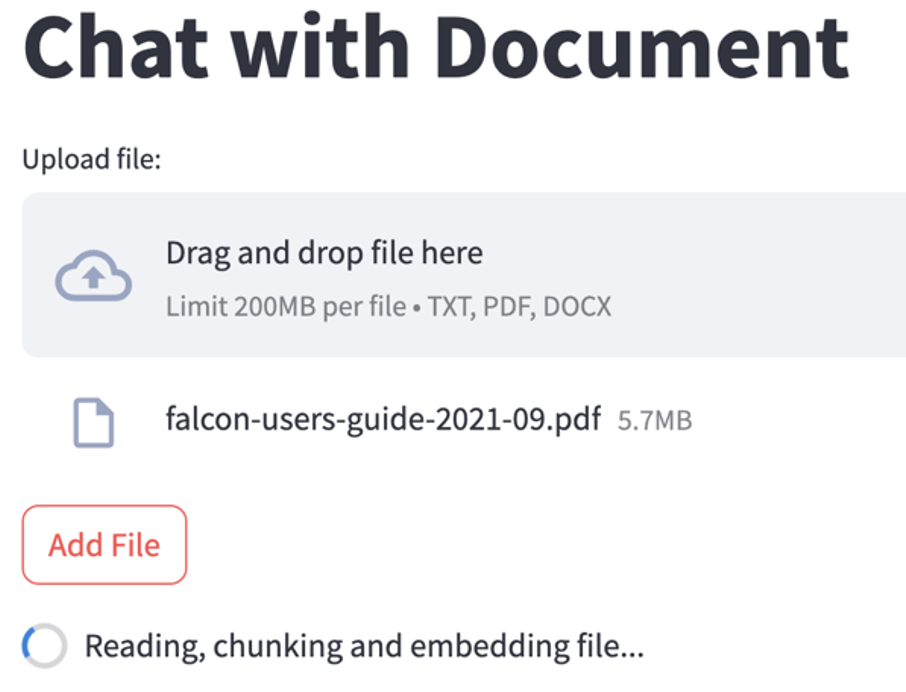 Chat with Document
Upload file:
Drag and drop file here
Limit 200MB per file • TXT, PDF, DOCX
falcon-users-guide-2021-09.pdf 5.7MB
Add File
Reading, chunking and embedding file...